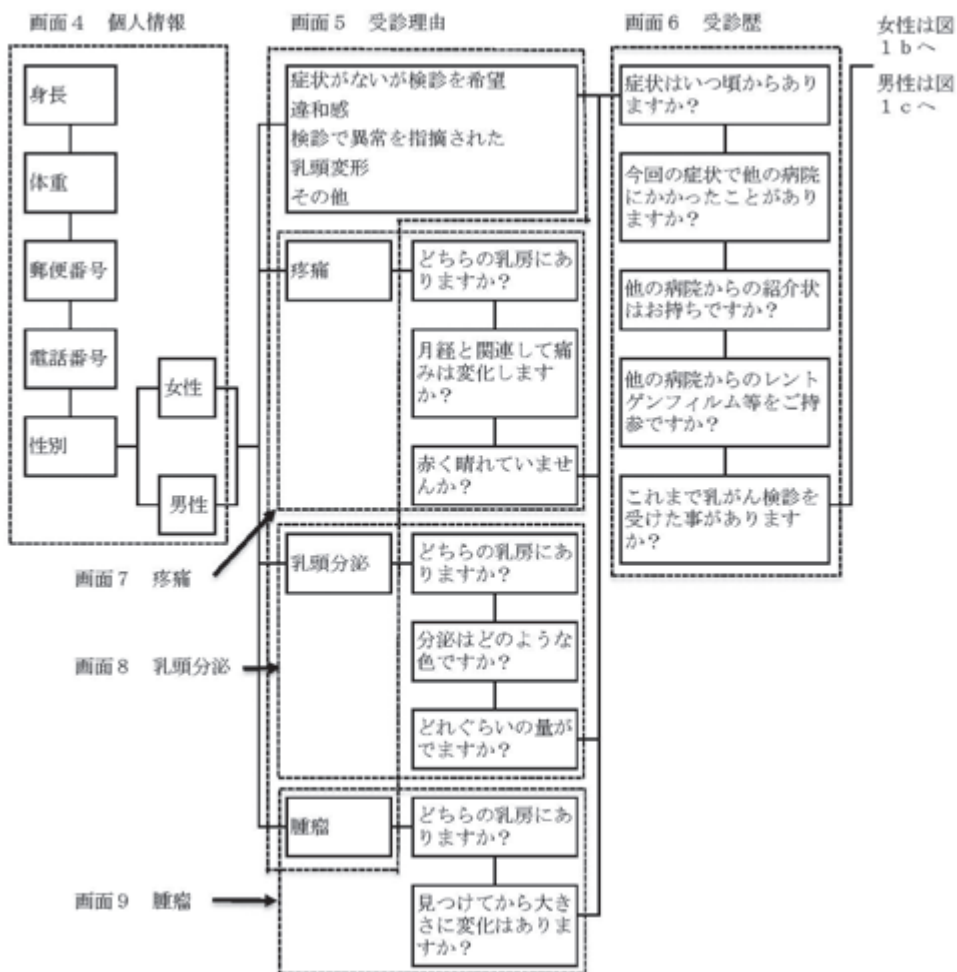 画面4 個人情報
身長
体重
郵便番号
電話番号
性別
女性
男性
画面5 受診理由
症状がないが検診を希望
違和感
検診で異常を指摘された
乳頭変形
その他
疼痛
どちらの乳房にあ
りますか?
月経と関連して痛
みは変化します
か?
赤く晴れていませ
んか?
画面7 疼痛
乳頭分泌
どちらの乳房にあ
りますか?
分泌はどのような
色ですか?
どれぐらいの量が
でますか?
画面8 乳頭分泌
腫瘤
どちらの乳房にあ
りますか?
見つけてから大き
さに変化はあり
ますか?
画面9 腫瘤
画面6 受診歴
症状はいつ頃からあり
ますか?
今回の症状で他の病院
にかかったことがあり
ますか?
他の病院からの紹介状
はお持ちですか?
他の病院からのレント
ゲンフィルム等をご持
参ですか?
これまで乳がん検診を
受けた事があります
か?
女性は図
1bへ
男性は図
1cへ